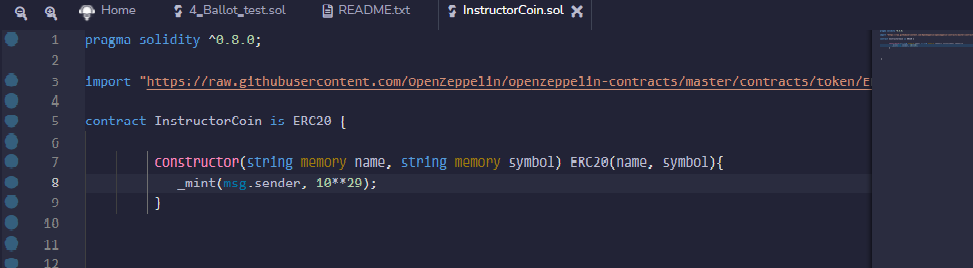 Home 4_Ballot_test.sol README.txt InstructorCoin.sol
1 pragma solidity ^0.8.0;
2
3 import "https://raw.githubusercontent.com/OpenZeppelin/openzeppelin-contracts/master/contracts/token/E
4
5 contract InstructorCoin is ERC20 {
6
7 constructor(string memory name, string memory symbol) ERC20(name, symbol){
8 _mint(msg.sender, 10**29);
9 }
10
11
12